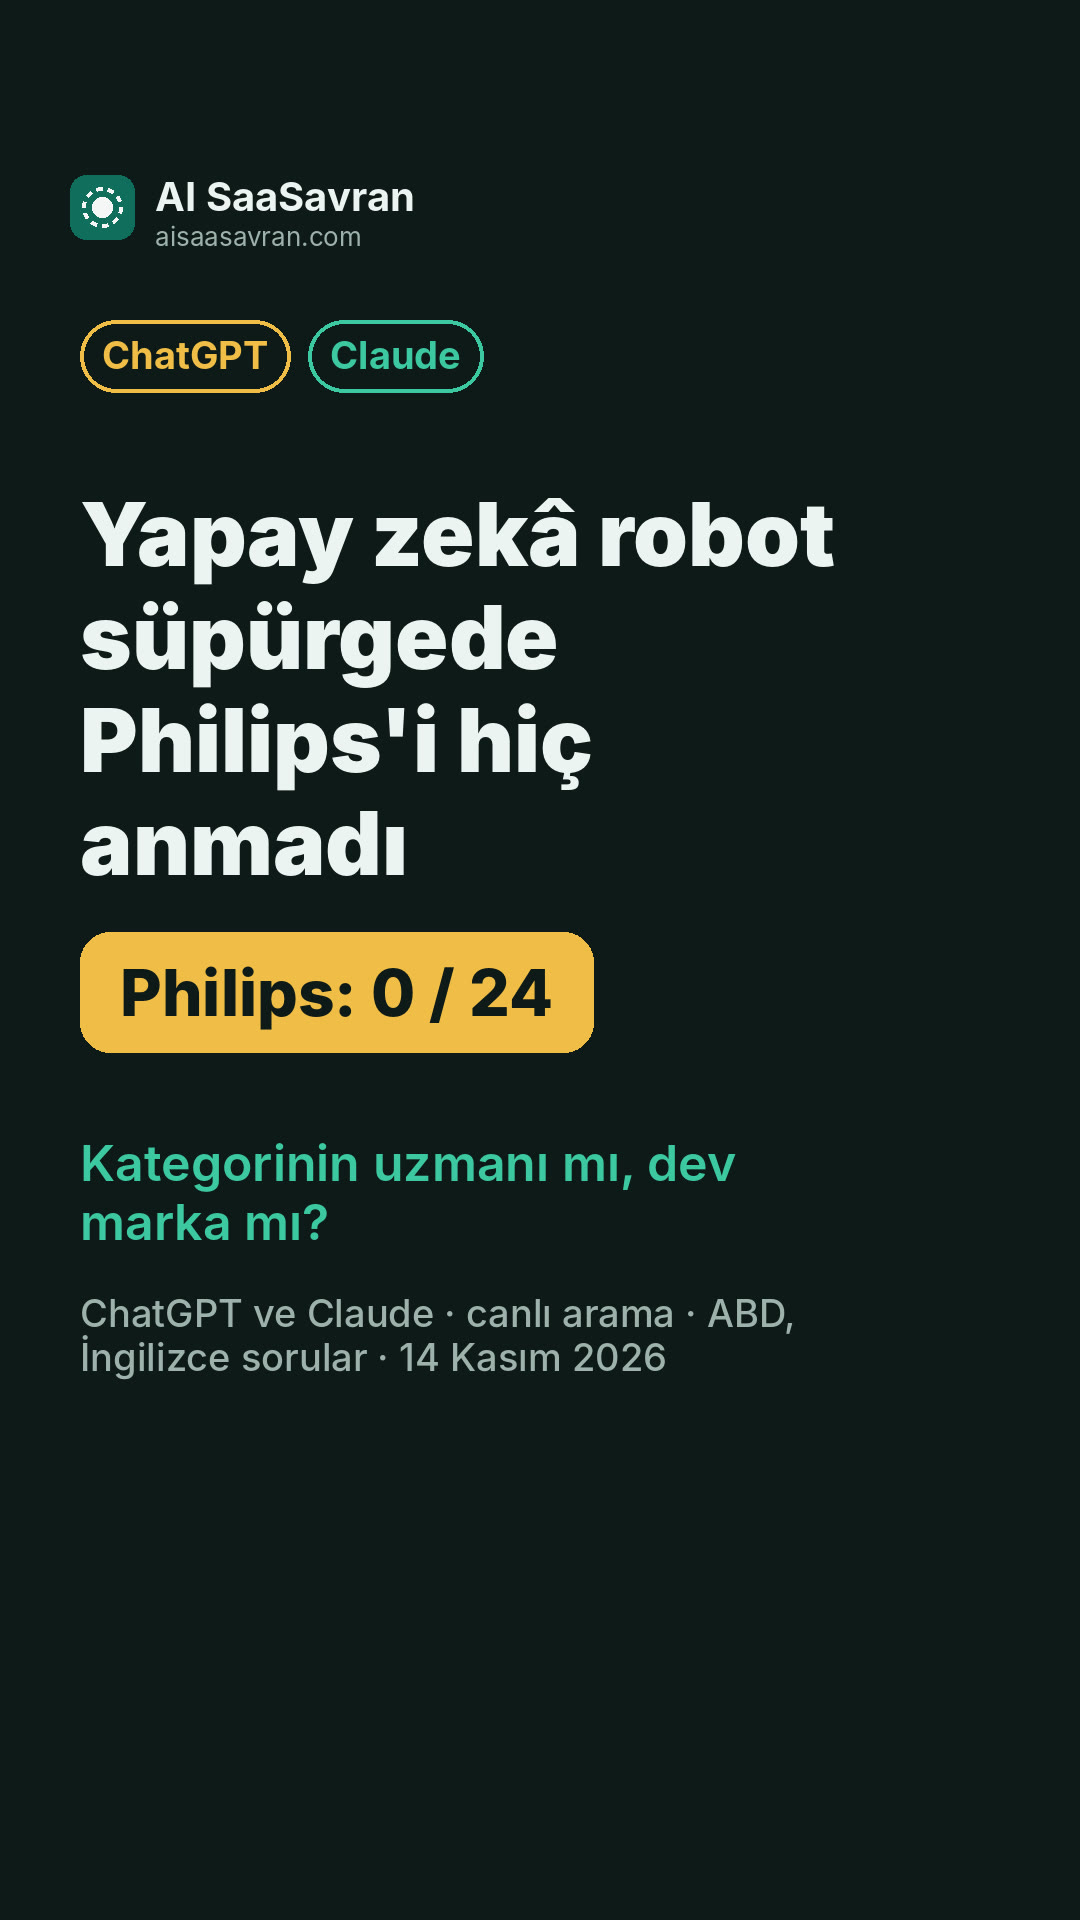 AI SaaSavran
aisaasavran.com
ChatGPT Claude
Yapay zekâ robot
süpürgede
Philips'i hiç
anmadı
Philips: 0 / 24
Kategorinin uzmanı mı, dev
marka mı?
ChatGPT ve Claude · canlı arama · ABD,
İngilizce sorular · 14 Kasım 2026